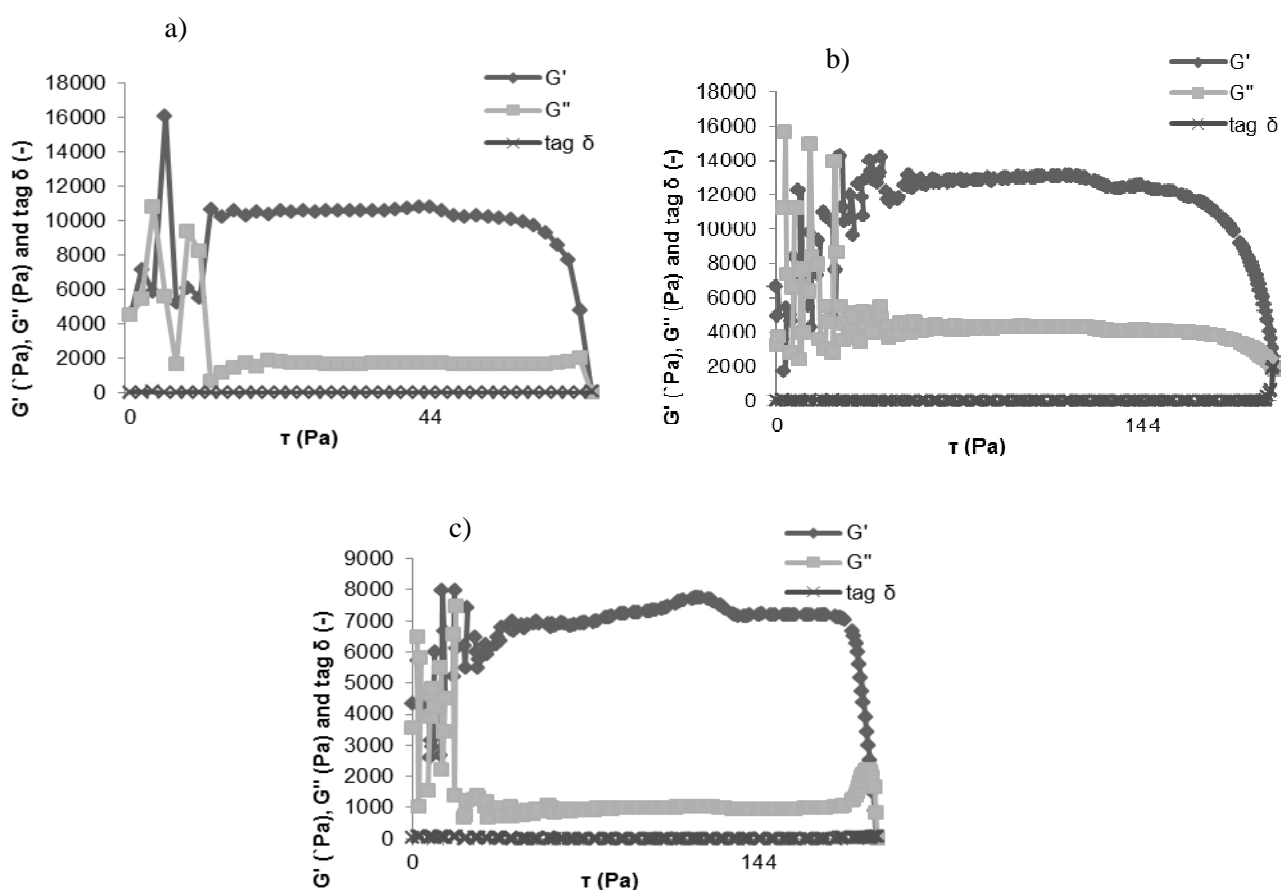 a)
G'
G"
tag δ
G' (`Pa), G" (Pa) and tag δ (-)
18000
16000
14000
12000
10000
8000
6000
4000
2000
0
0
44
τ (Pa)
b)
G'
G"
tag δ
G' (`Pa), G" (Pa) and tag δ (-)
18000
16000
14000
12000
10000
8000
6000
4000
2000
0
0
144
τ (Pa)
c)
G'
G"
tag δ
G' (`Pa), G" (Pa) and tag δ (-)
9000
8000
7000
6000
5000
4000
3000
2000
1000
0
0
144
τ (Pa)